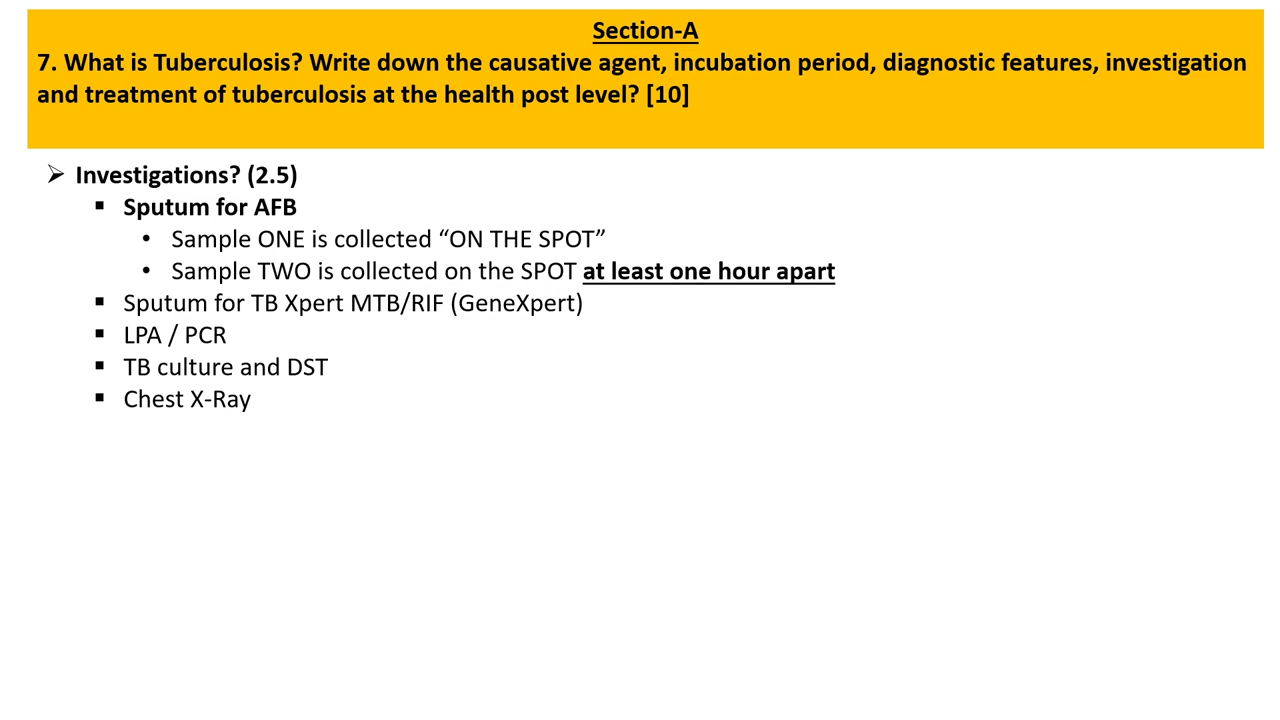 Section-A
7. What is Tuberculosis? Write down the causative agent, incubation period, diagnostic features, investigation
and treatment of tuberculosis at the health post level? [10]
➢ Investigations? (2.5)
▪ Sputum for AFB
• Sample ONE is collected “ON THE SPOT”
• Sample TWO is collected on the SPOT at least one hour apart
▪ Sputum for TB Xpert MTB/RIF (GeneXpert)
▪ LPA / PCR
▪ TB culture and DST
▪ Chest X-Ray